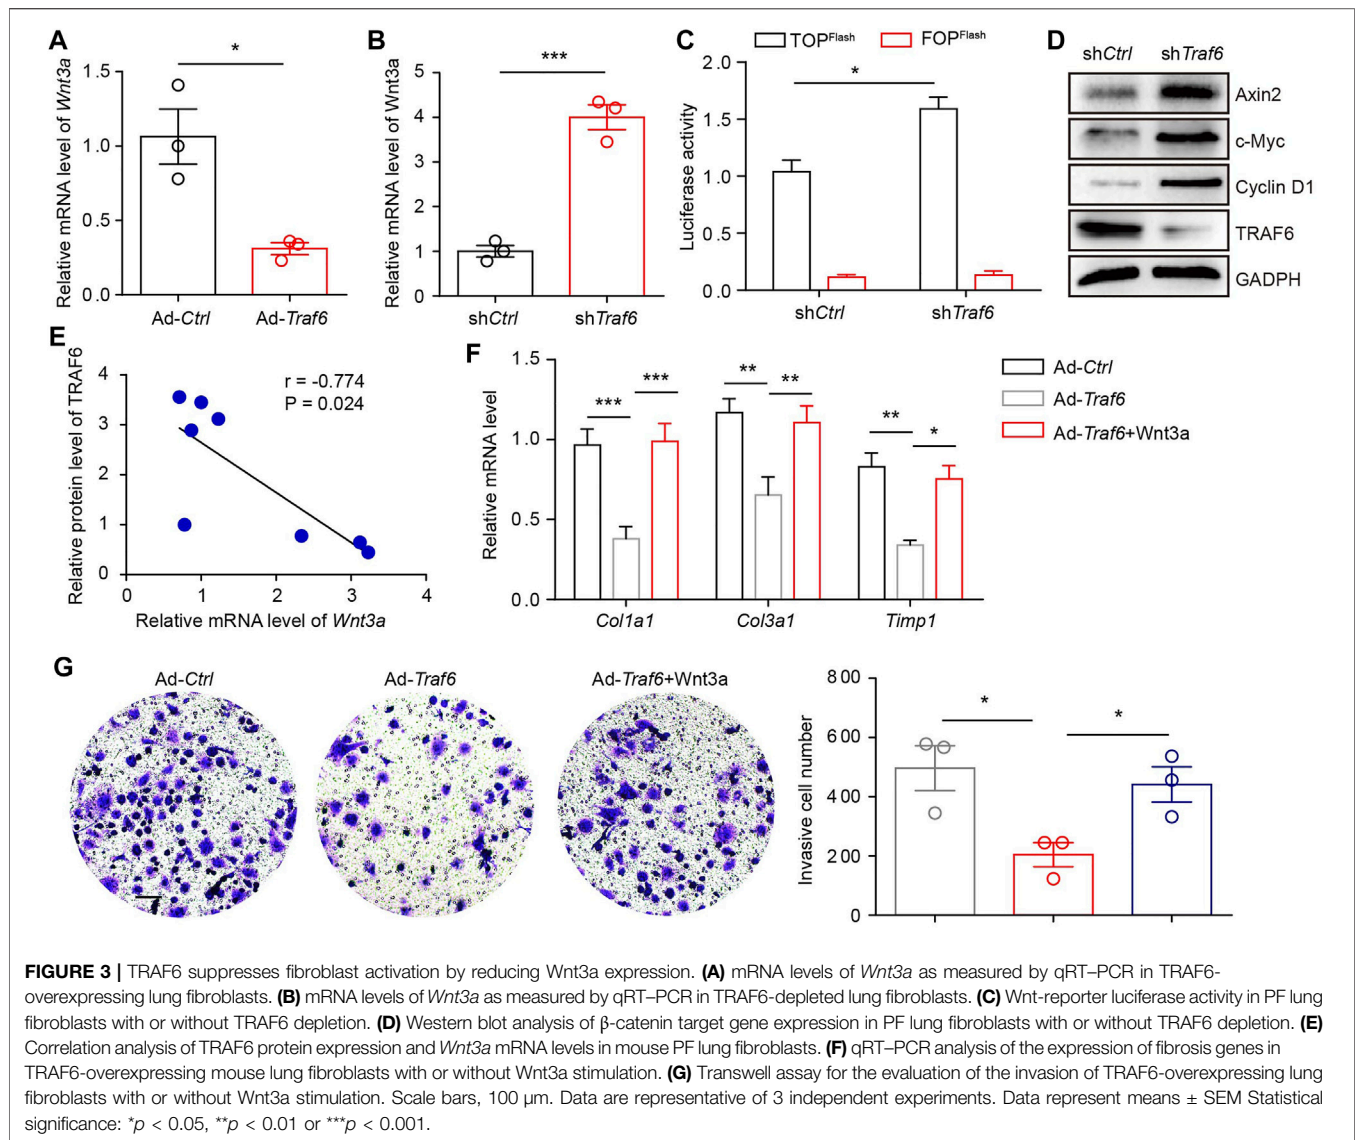 A
*
Relative mRNA level of Wnt3a
1.5
1.0
0.5
0.0
Ad-Ctrl
Ad-Traf6
B
***
Relative mRNA level of Wnt3a
5
4
3
2
1
0
shCtrl
shTraf6
C
TOPFlash
FOPFlash
*
Luciferase activity
2.0
1.5
1.0
0.5
0.0
shCtrl
shTraf6
D
shCtrl shTraf6
Axin2
c-Myc
Cyclin D1
TRAF6
GADPH
E
Relative protein level of TRAF6
4
3
2
1
0
r = -0.774
P = 0.024
0 1 2 3 4
Relative mRNA level of Wnt3a
F
Relative mRNA level
1.5
1.0
0.5
0.0
*** *** ** ** ** *
Col1a1 Col3a1 Timp1
Ad-Ctrl
Ad-Traf6
Ad-Traf6+Wnt3a
G
Ad-Ctrl
Ad-Traf6
Ad-Traf6+Wnt3a
Invasive cell number
800
600
400
200
0
* *
FIGURE 3 | TRAF6 suppresses fibroblast activation by reducing Wnt3a expression. (A) mRNA levels of Wnt3a as measured by qRT–PCR in TRAF6-
overexpressing lung fibroblasts. (B) mRNA levels of Wnt3a as measured by qRT–PCR in TRAF6-depleted lung fibroblasts. (C) Wnt-reporter luciferase activity in PF lung
fibroblasts with or without TRAF6 depletion. (D) Western blot analysis of β-catenin target gene expression in PF lung fibroblasts with or without TRAF6 depletion. (E)
Correlation analysis of TRAF6 protein expression and Wnt3a mRNA levels in mouse PF lung fibroblasts. (F) qRT–PCR analysis of the expression of fibrosis genes in
TRAF6-overexpressing mouse lung fibroblasts with or without Wnt3a stimulation. (G) Transwell assay for the evaluation of the invasion of TRAF6-overexpressing lung
fibroblasts with or without Wnt3a stimulation. Scale bars, 100 μm. Data are representative of 3 independent experiments. Data represent means ± SEM Statistical
significance: *p < 0.05, **p < 0.01 or ***p < 0.001.